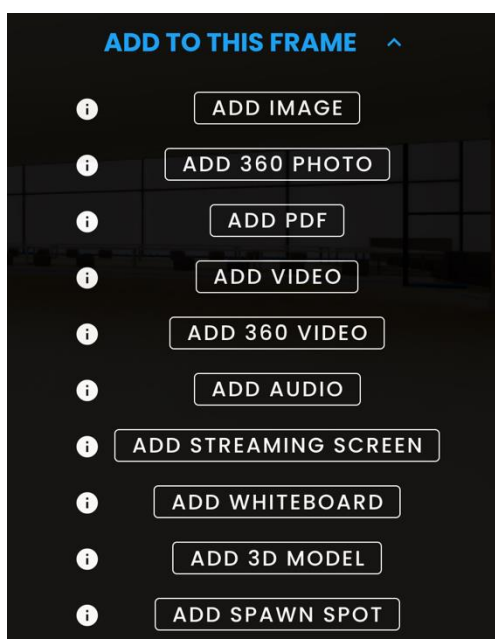 ADD TO THIS FRAME
ADD IMAGE
ADD 360 PHOTO
ADD PDF
ADD VIDEO
ADD 360 VIDEO
ADD AUDIO
ADD STREAMING SCREEN
ADD WHITEBOARD
ADD 3D MODEL
ADD SPAWN SPOT